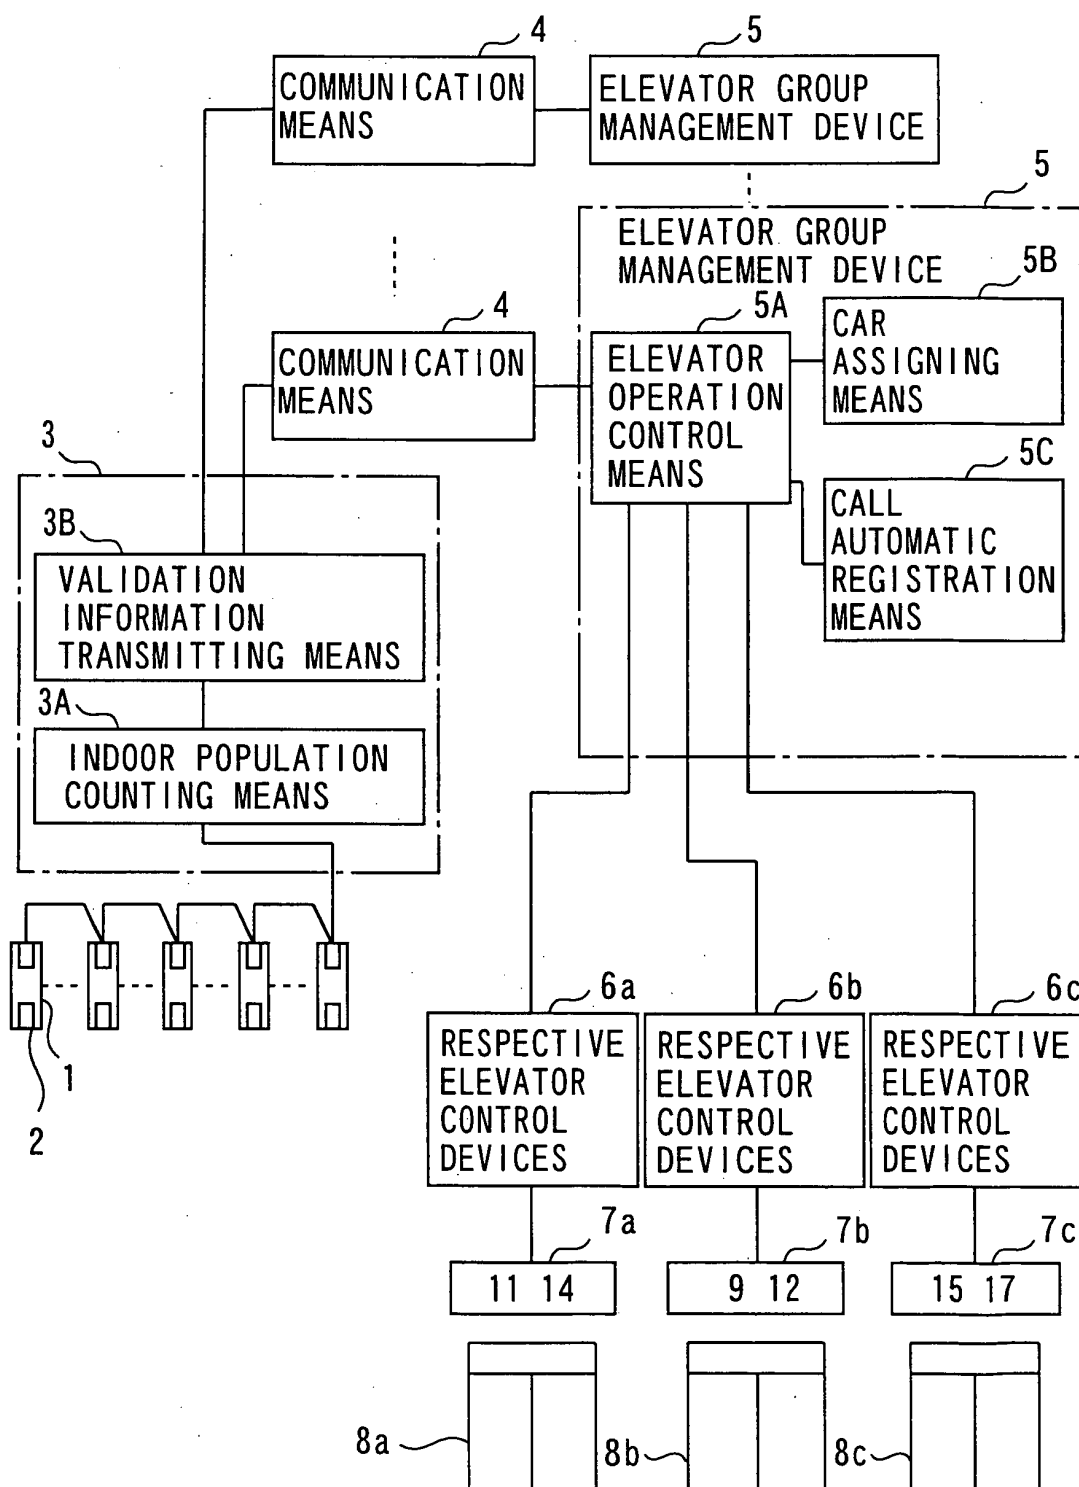 4
5
COMMUNICATION
MEANS
ELEVATOR GROUP
MANAGEMENT DEVICE
5
ELEVATOR GROUP
MANAGEMENT DEVICE
5B
4
5A
COMMUNICATION
MEANS
ELEVATOR
OPERATION
CONTROL
MEANS
CAR
ASSIGNING
MEANS
3
5C
CALL
AUTOMATIC
REGISTRATION
MEANS
3B
VALIDATION
INFORMATION
TRANSMITTING MEANS
3A
INDOOR POPULATION
COUNTING MEANS
1
2
6a
6b
6c
RESPECTIVE
ELEVATOR
CONTROL
DEVICES
RESPECTIVE
ELEVATOR
CONTROL
DEVICES
RESPECTIVE
ELEVATOR
CONTROL
DEVICES
7a
7b
7c
11 14
9 12
15 17
8a
8b
8c